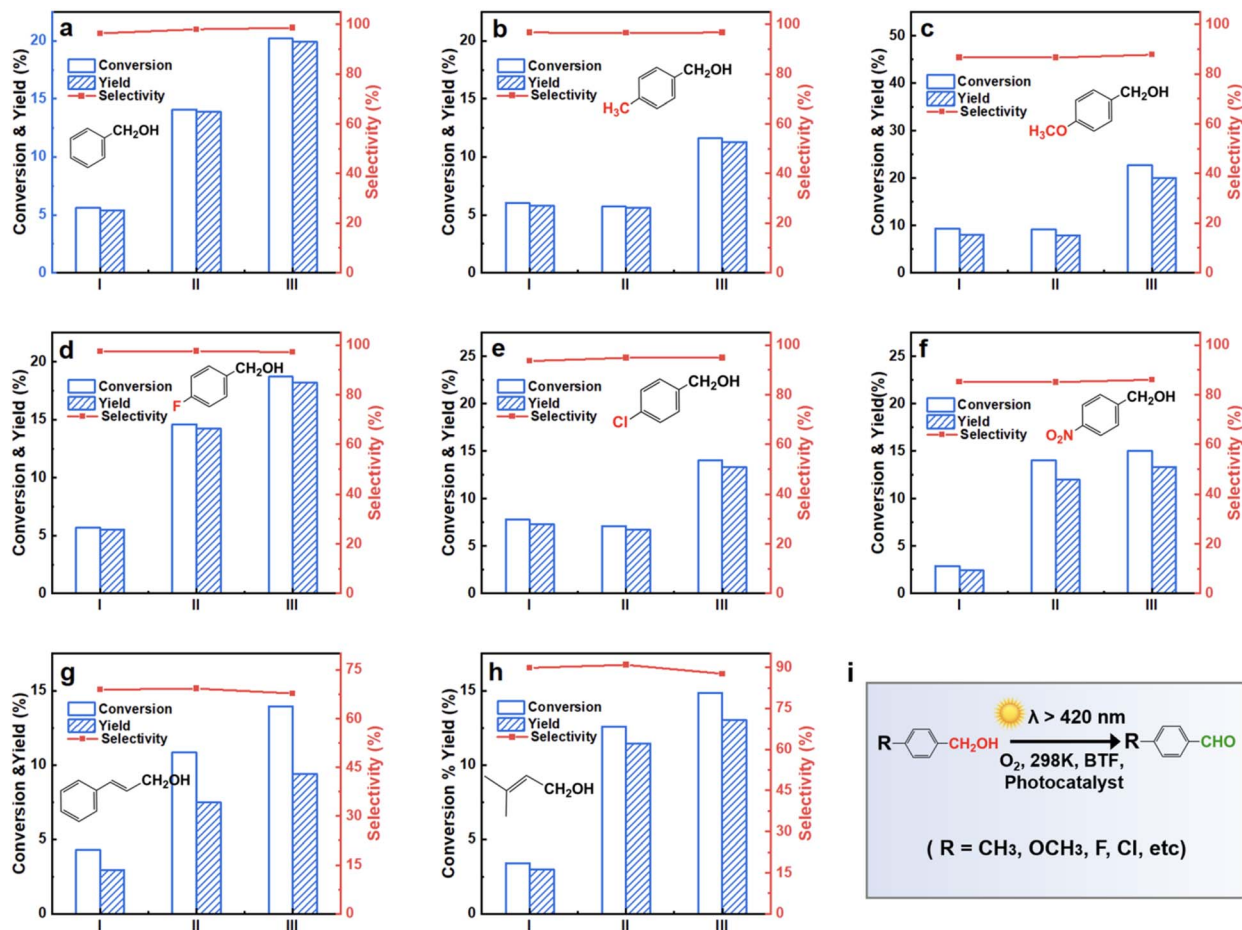 a
Conversion & Yield (%)
20
15
10
5
0
Conversion
Yield
Selectivity
CH2OH
I
II
III
100
80
60
40
20
0
Selectivity (%)
b
Conversion & Yield (%)
20
15
10
5
0
Conversion
Yield
Selectivity
CH2OH
H3C
I
II
III
100
80
60
40
20
0
Selectivity (%)
c
Conversion & Yield (%)
50
40
30
20
10
0
Conversion
Yield
Selectivity
CH2OH
H3CO
I
II
III
100
80
60
40
20
0
Selectivity (%)
d
Conversion & Yield (%)
20
15
10
5
0
Conversion
Yield
Selectivity
CH2OH
F
I
II
III
100
80
60
40
20
0
Selectivity (%)
e
Conversion & Yield (%)
25
20
15
10
5
0
Conversion
Yield
Selectivity
CH2OH
Cl
I
II
III
100
80
60
40
20
0
Selectivity (%)
f
Conversion & Yield(%)
25
20
15
10
5
0
Conversion
Yield
Selectivity
CH2OH
O2N
I
II
III
100
80
60
40
20
0
Selectivity (%)
g
Conversion &Yield (%)
15
10
5
0
Conversion
Yield
Selectivity
CH2OH
I
II
III
75
60
45
30
15
0
Selectivity (%)
h
Conversion % Yield (%)
15
10
5
0
Conversion
Yield
Selectivity
CH2OH
I
II
III
90
75
60
45
30
15
0
Selectivity (%)
i
λ > 420 nm
R
CH2OH
R
CHO
O2, 298K, BTF,
Photocatalyst
( R = CH3, OCH3, F, Cl, etc)